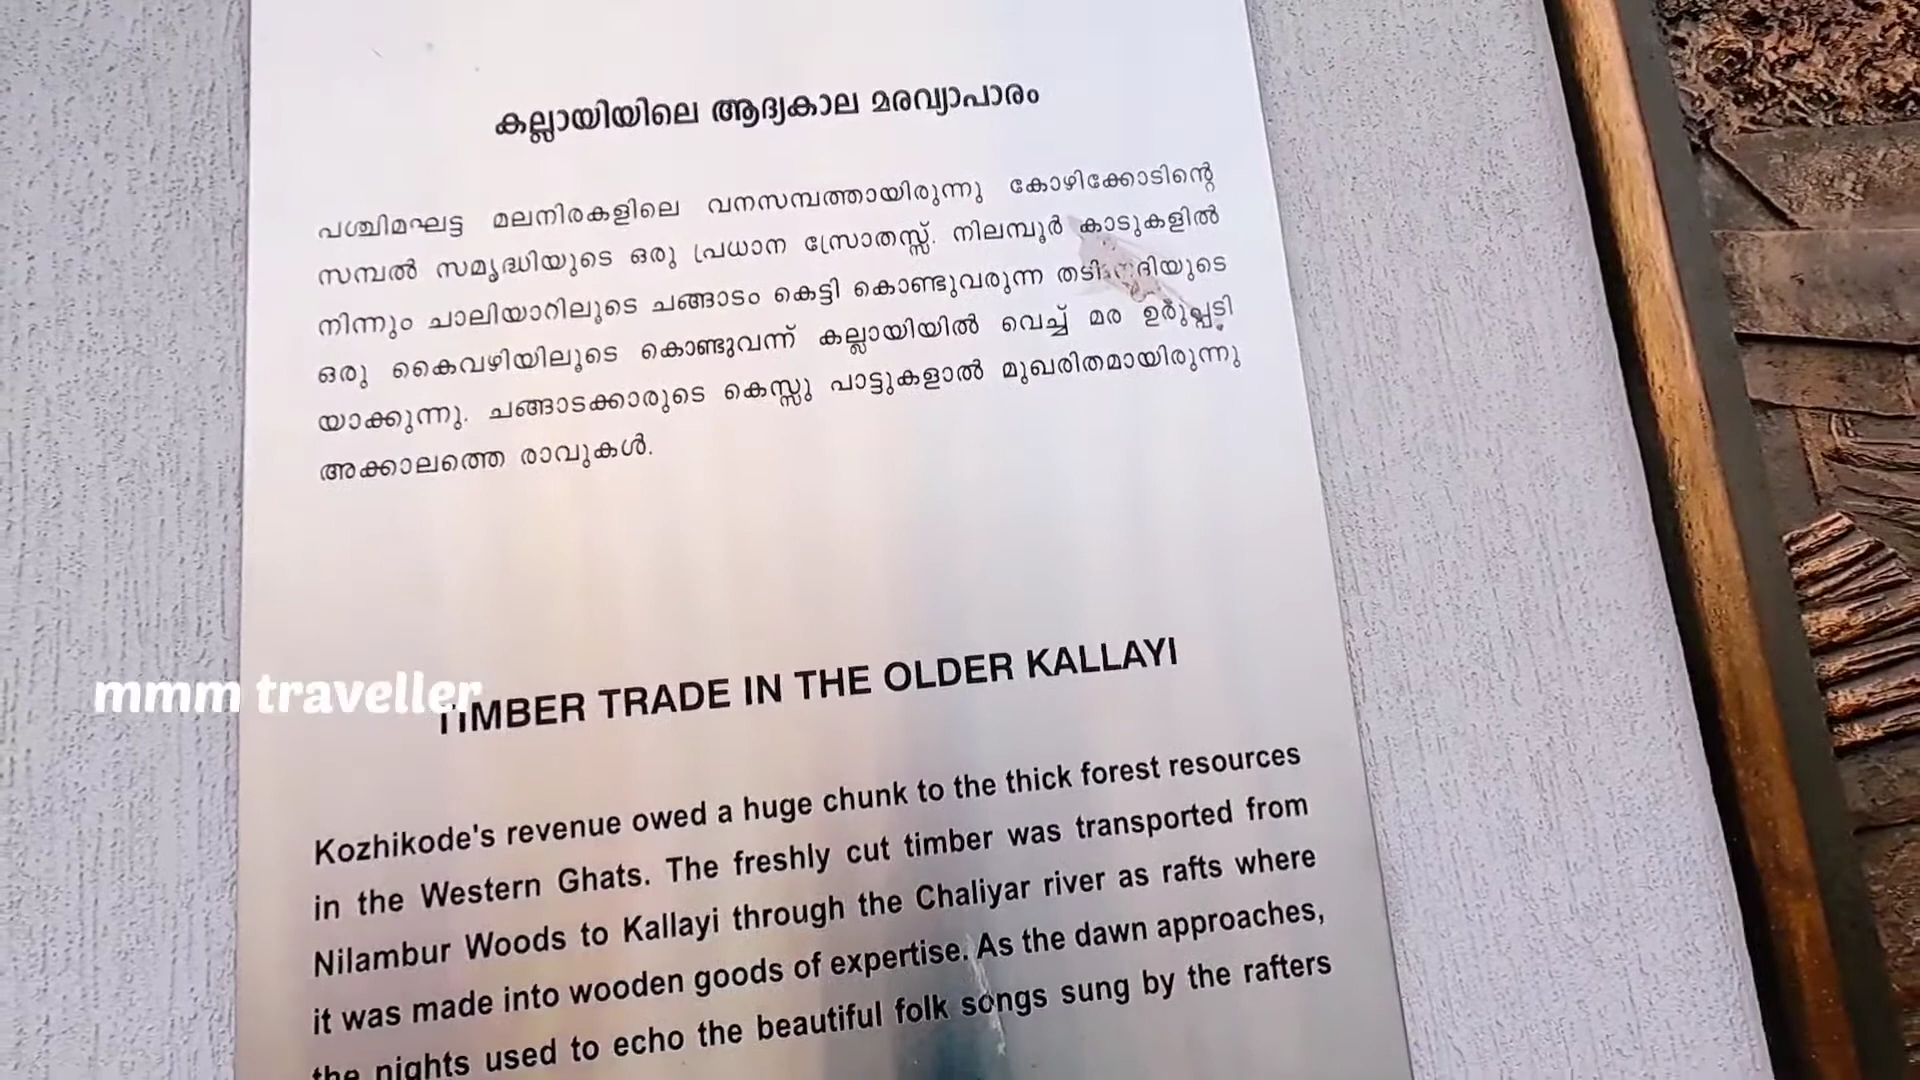 കല്ലായിയിലെ ആദ്യകാല മരവ്യാപാരം
പശ്ചിമഘട്ട മലനിരകളിലെ വനസമ്പത്തായിരുന്നു കോഴിക്കോടിന്റെ
സമ്പൽ സമൃദ്ധിയുടെ ഒരു പ്രധാന സ്രോതസ്സ്. നിലമ്പൂർ കാടുകളിൽ
നിന്നും ചാലിയാറിലൂടെ ചങ്ങാടം കെട്ടി കൊണ്ടുവരുന്ന
ഒരു കൈവഴിയിലൂടെ കൊണ്ടുവന്ന് കല്ലായിയിൽ വെച്ച് മര ഉരുപ്പടി
യാക്കുന്നു. ചങ്ങാടക്കാരുടെ കെസ്സു പാട്ടുകളാൽ മുഖരിതമായിരുന്നു
അക്കാലത്തെ രാവുകൾ.
mmm traveller
TIMBER TRADE IN THE OLDER KALLAYI
Kozhikode's revenue owed a huge chunk to the thick forest resources
in the Western Ghats. The freshly cut timber was transported from
Nilambur Woods to Kallayi through the Chaliyar river as rafts where
it was made into wooden goods of expertise. As the dawn approaches,
the nights used to echo the beautiful folk songs sung by the rafters